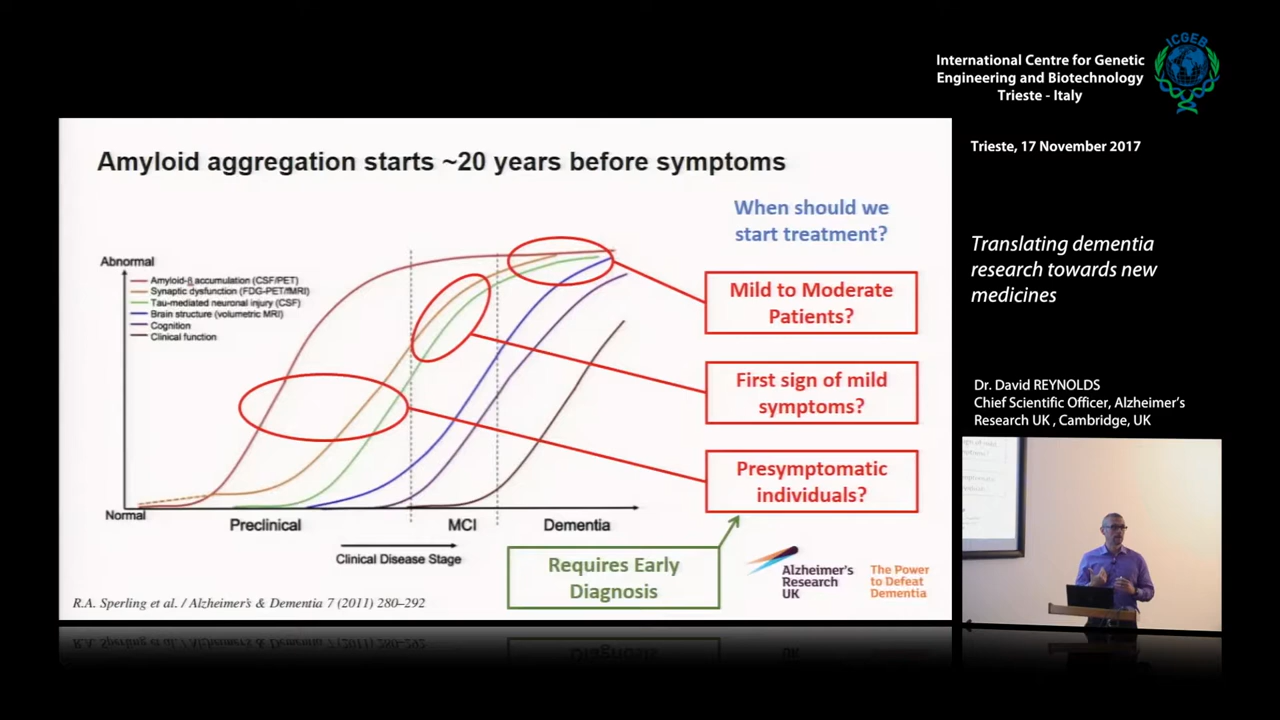 ICGEB
International Centre for Genetic
Engineering and Biotechnology
Trieste - Italy
Trieste, 17 November 2017
Translating dementia
research towards new
medicines
Dr. David REYNOLDS
Chief Scientific Officer, Alzheimer's
Research UK , Cambridge, UK
Amyloid aggregation starts ~20 years before symptoms
When should we
start treatment?
Abnormal
Amyloid-β accumulation (CSF/PET)
Synaptic dysfunction (FDG-PET/fMRI)
Tau-mediated neuronal injury (CSF)
Brain structure (volumetric MRI)
Cognition
Clinical function
Mild to Moderate
Patients?
First sign of mild
symptoms?
Presymptomatic
individuals?
Normal
Preclinical
MCI
Dementia
Clinical Disease Stage
Requires Early
Diagnosis
Alzheimer's
Research
UK
The Power
to Defeat
Dementia
R.A. Sperling et al. / Alzheimer's & Dementia 7 (2011) 280–292